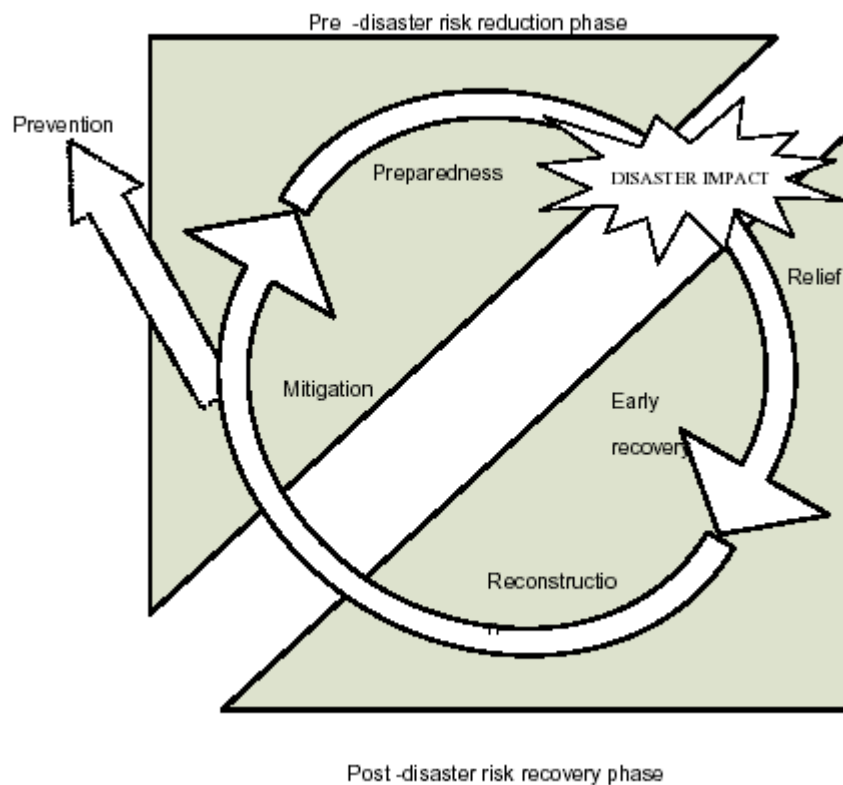 Pre -disaster risk reduction phase
Prevention
Preparedness
DISASTER IMPACT
Relief
Mitigation
Early
recovery
Reconstructio
Post -disaster risk recovery phase